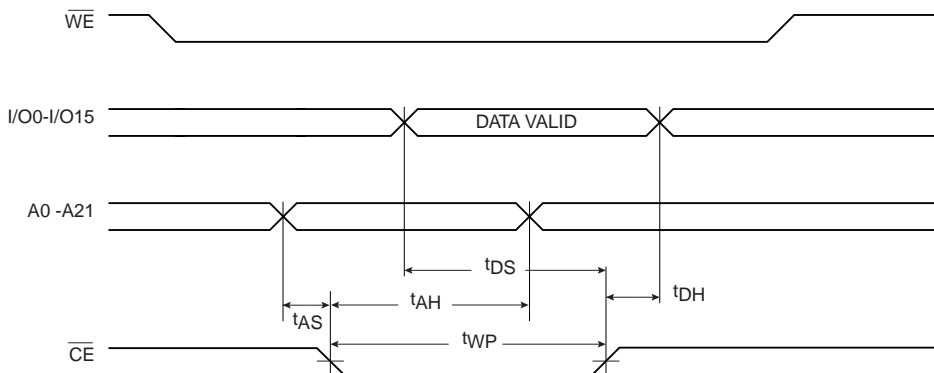 WE
I/O0-I/O15
DATA VALID
A0 -A21
tDS
tDH
tAH
tAS
tWP
CE